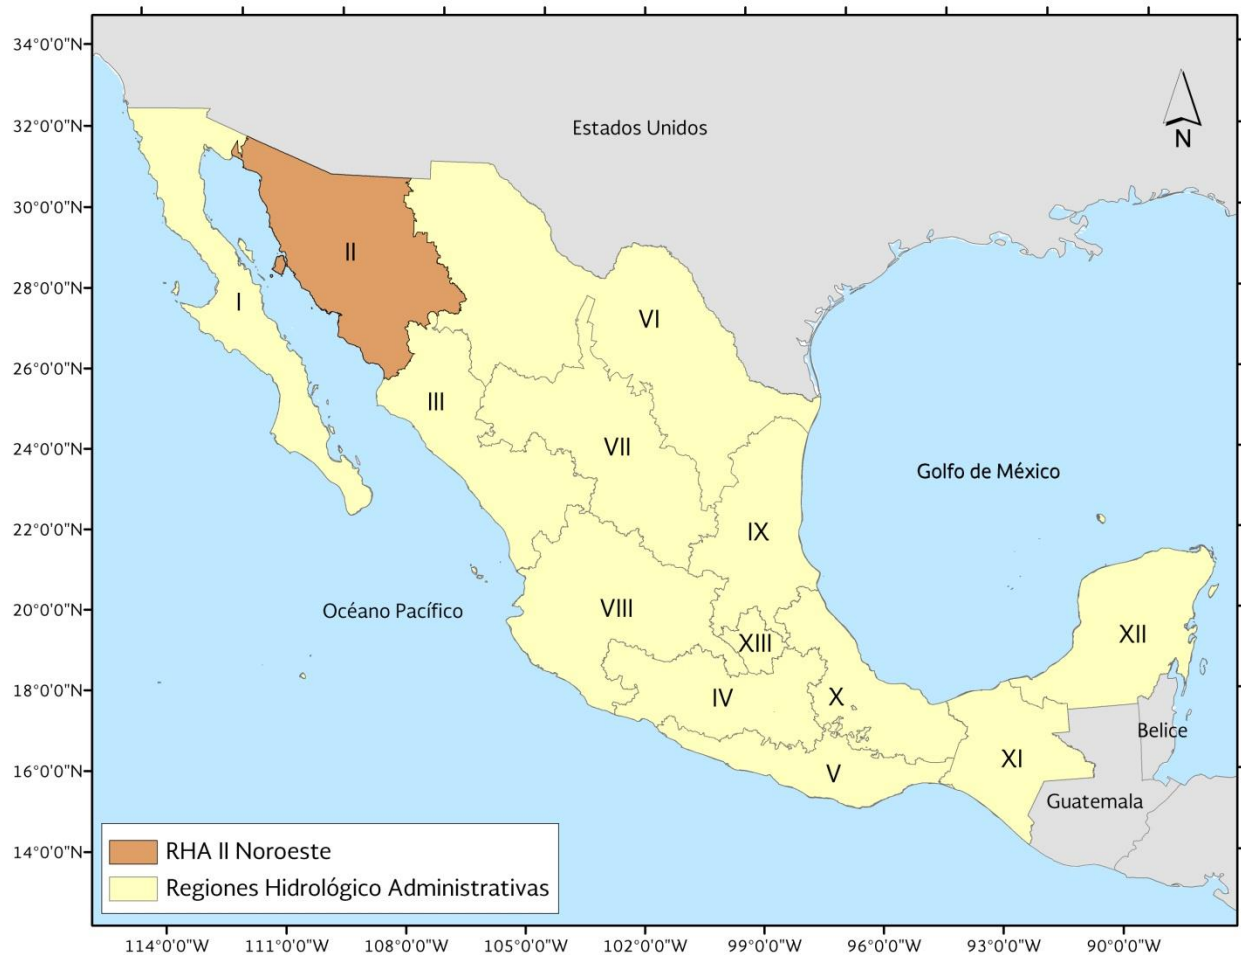 34°0'0"N
32°0'0"N
30°0'0"N
28°0'0"N
26°0'0"N
24°0'0"N
22°0'0"N
20°0'0"N
18°0'0"N
16°0'0"N
14°0'0"N
Estados Unidos
N
II
I
VI
III
VII
Golfo de México
IX
Océano Pacífico
VIII
XIII
XII
IV
X
Belice
XI
V
Guatemala
RHA II Noroeste
Regiones Hidrológico Administrativas
114°0'0"W 111°0'0"W 108°0'0"W 105°0'0"W 102°0'0"W 99°0'0"W 96°0'0"W 93°0'0"W 90°0'0"W